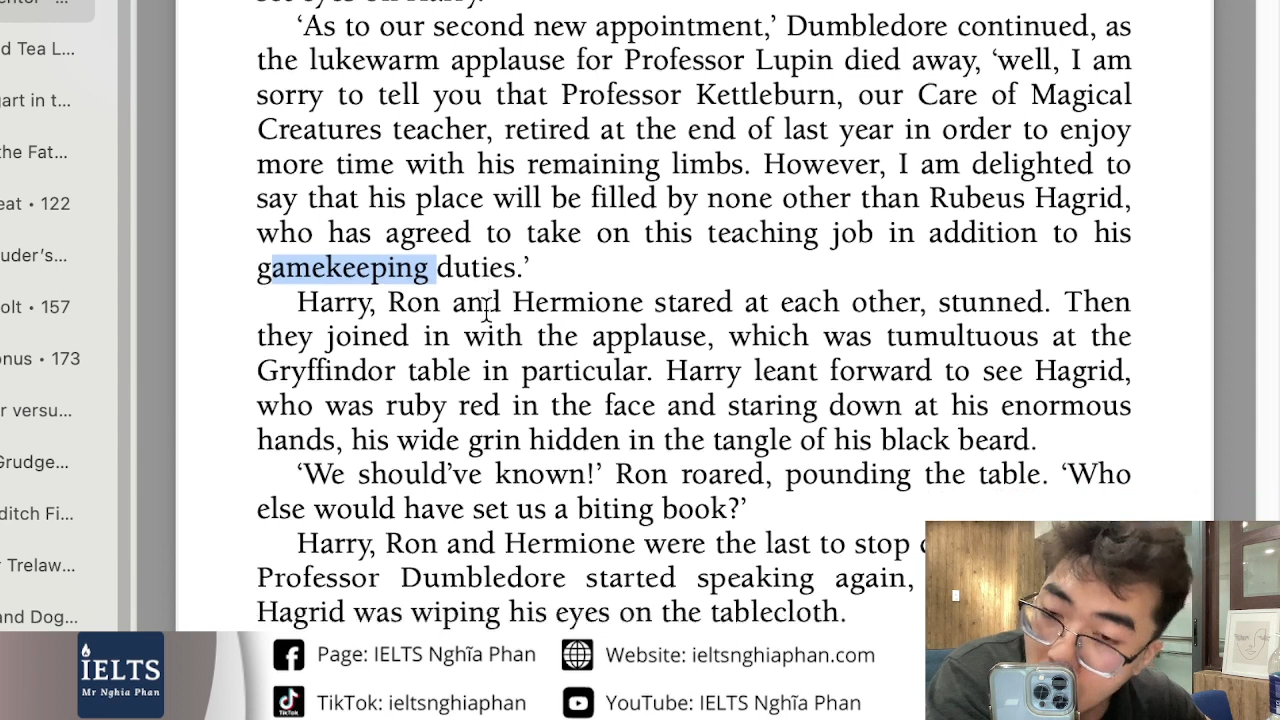 ‘As to our second new appointment,’ Dumbledore continued, as
the lukewarm applause for Professor Lupin died away, ‘well, I am
sorry to tell you that Professor Kettleburn, our Care of Magical
Creatures teacher, retired at the end of last year in order to enjoy
more time with his remaining limbs. However, I am delighted to
say that his place will be filled by none other than Rubeus Hagrid,
who has agreed to take on this teaching job in addition to his
gamekeeping duties.’
Harry, Ron and Hermione stared at each other, stunned. Then
they joined in with the applause, which was tumultuous at the
Gryffindor table in particular. Harry leant forward to see Hagrid,
who was ruby red in the face and staring down at his enormous
hands, his wide grin hidden in the tangle of his black beard.
‘We should’ve known!’ Ron roared, pounding the table. ‘Who
else would have set us a biting book?’
Harry, Ron and Hermione were the last to stop
Professor Dumbledore started speaking again,
Hagrid was wiping his eyes on the tablecloth.
d Tea L...
art in t...
the Fat...
eat • 122
uder’s...
olt • 157
onus • 173
r versu...
Grudge...
ditch Fi...
r Trelaw...
and Dog...
IELTS
Mr Nghia Phan
Page: IELTS Nghĩa Phan
Website: ieltsnghiaphan.com
TikTok
TikTok: ieltsnghiaphan
YouTube: IELTS Nghĩa Phan